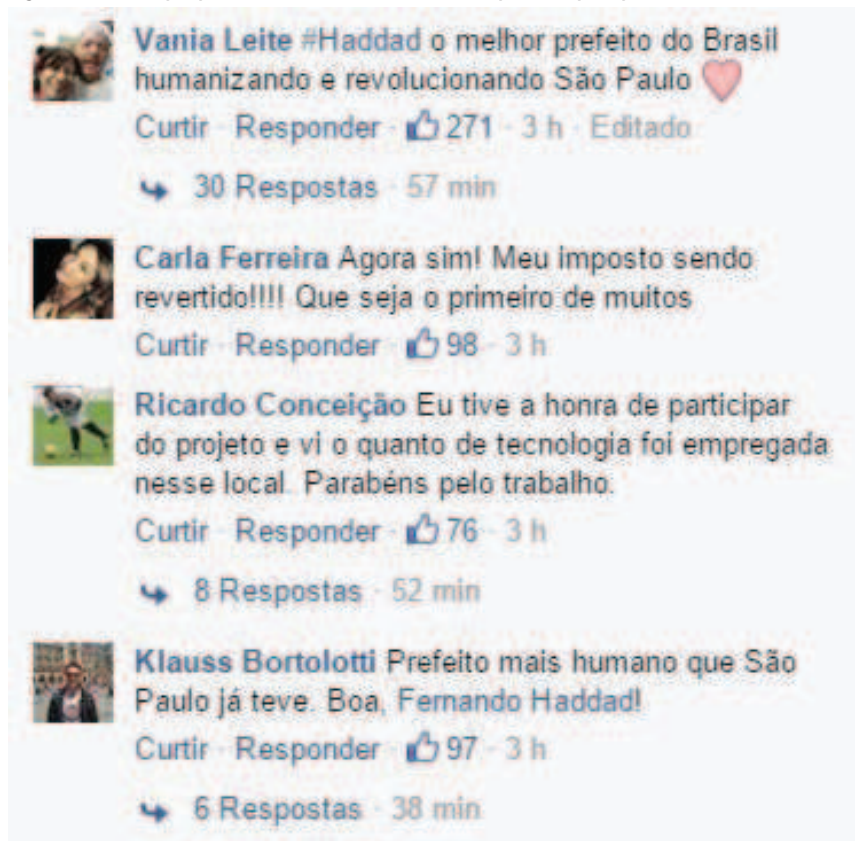 Vania Leite #Haddad o melhor prefeito do Brasil
humanizando e revolucionando São Paulo
Curtir · Responder · 271 · 3 h · Editado
30 Respostas · 57 min
Carla Ferreira Agora sim! Meu imposto sendo
revertido!!!! Que seja o primeiro de muitos
Curtir · Responder · 98 · 3 h
Ricardo Conceição Eu tive a honra de participar
do projeto e vi o quanto de tecnologia foi empregada
nesse local. Parabéns pelo trabalho.
Curtir · Responder · 76 · 3 h
8 Respostas · 52 min
Klauss Bortolotti Prefeito mais humano que São
Paulo já teve. Boa, Fernando Haddad!
Curtir · Responder · 97 · 3 h
6 Respostas · 38 min